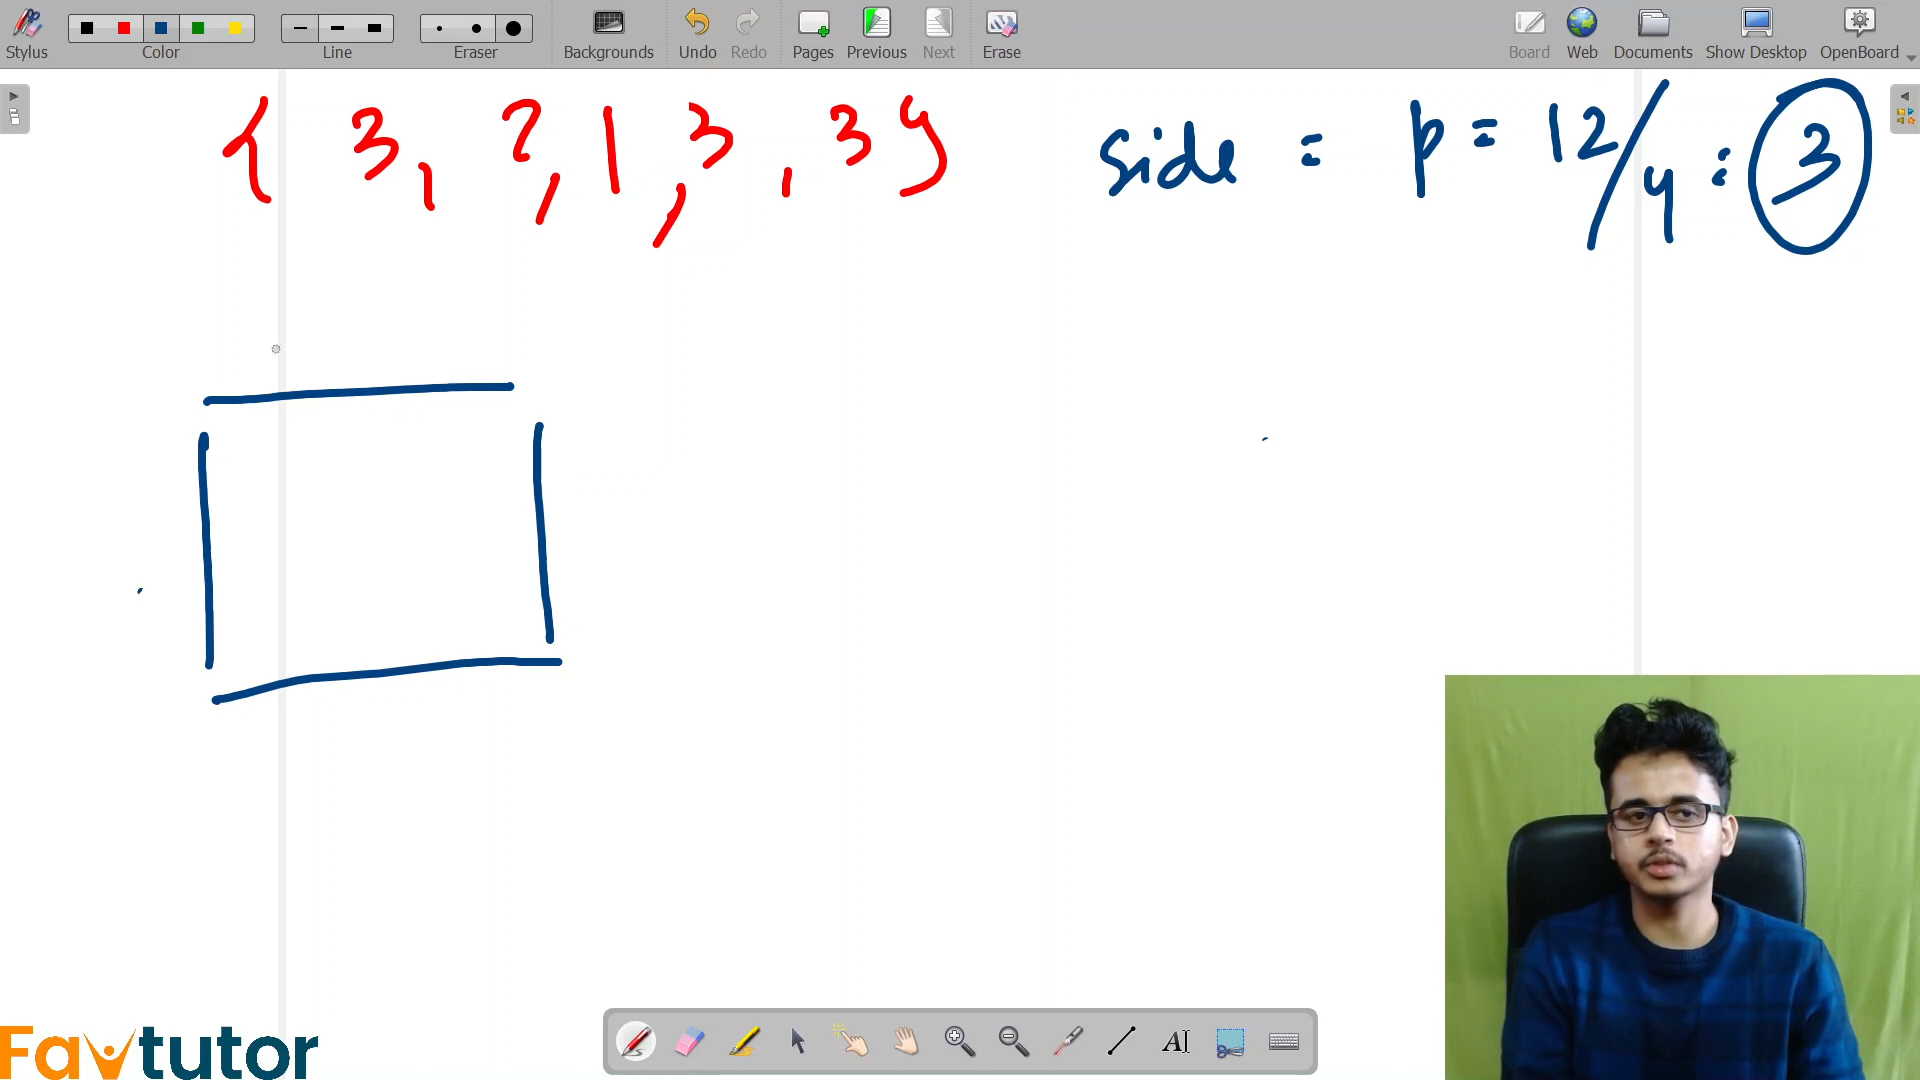 Stylus Color Line Eraser Backgrounds Undo Redo Pages Previous Next Erase Board Web Documents Show Desktop OpenBoard
{ 3, 2, 1, 3, 3 } side = p = 12/4 = 3
AI
Favtutor